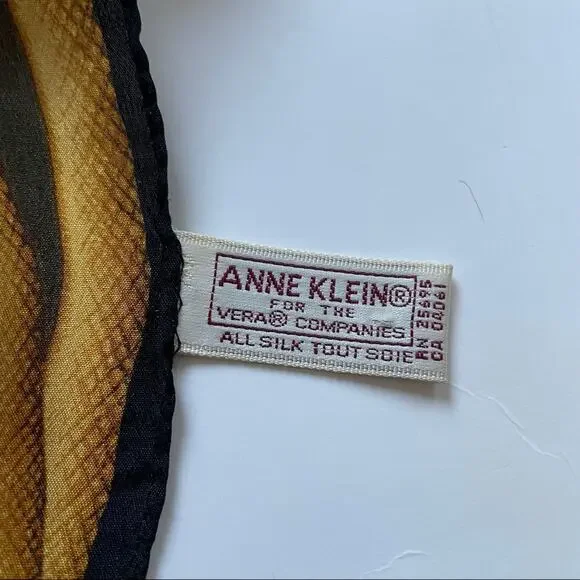 ANNE KLEIN®
FOR THE
VERA® COMPANIES
ALL SILK TOUT SOIE
RN 25695
CA 04061